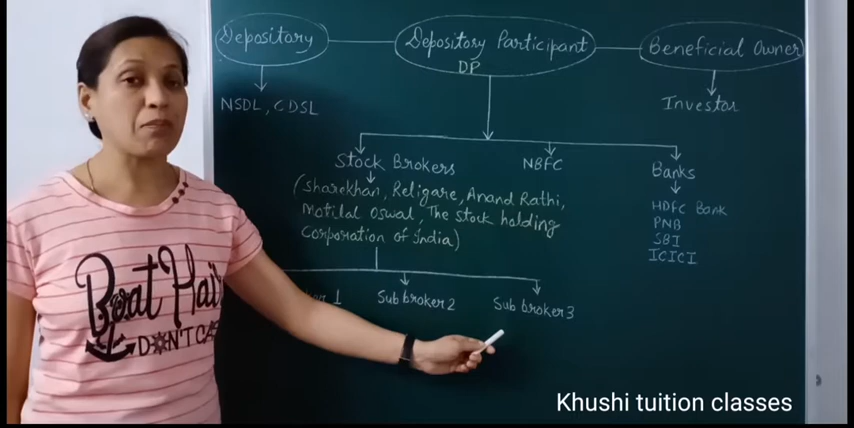 Depository
Depository Participant
DP
Beneficial Owner
NSDL, CDSL
Investor
Stock Brokers
NBFC
Banks
(Sharekhan, Religare, Anand Rathi,
Motilal Oswal, The Stock holding
Corporation of India)
HDFC Bank
PNB
SBI
ICICI
1
Sub broker 2
Sub broker 3
Boat Hair
DON'T CA
Khushi tuition classes